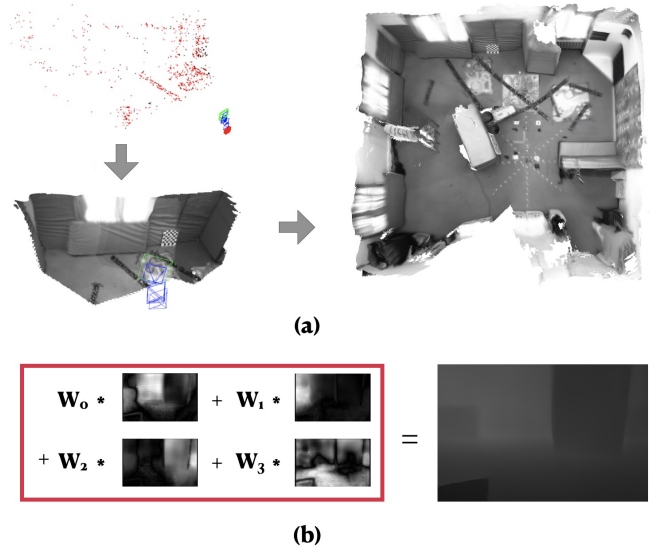 (a)
W₀ * + W₁ *
+ W₂ * + W₃ * =
(b)